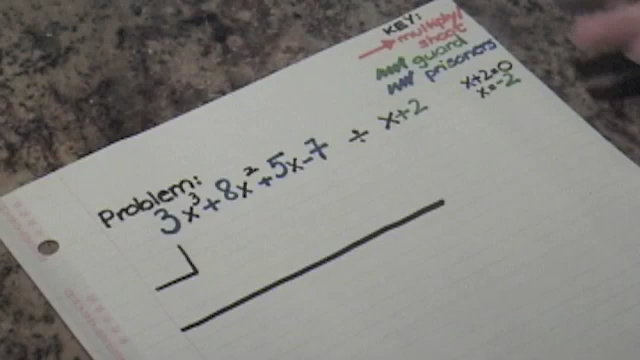 KEY:
multiply/
shoot
guard
prisoners
x+2=0
x=-2
Problem:
3x³+8x²+5x-7 ÷ x+2